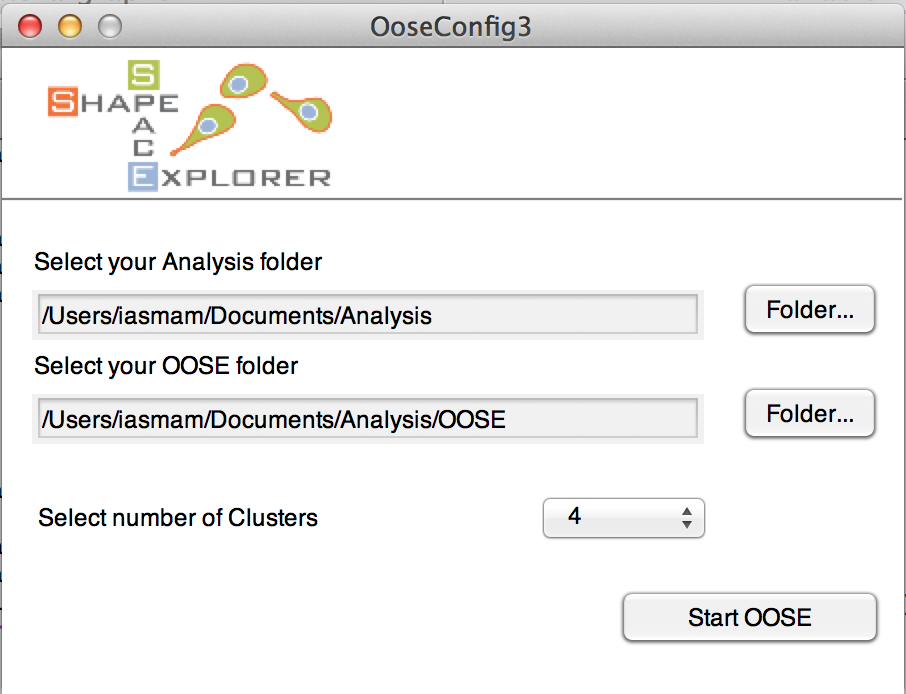 OoseConfig3
SHAPE
SPACE
EXPLORER
Select your Analysis folder
/Users/iasmam/Documents/Analysis
Folder...
Select your OOSE folder
/Users/iasmam/Documents/Analysis/OOSE
Folder...
Select number of Clusters
4
Start OOSE